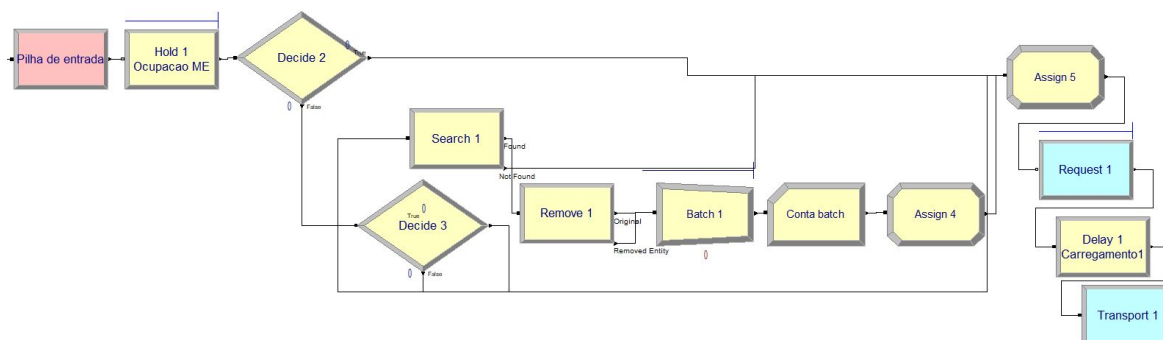 Pilha de entrada
Hold 1
Ocupacao ME
Decide 2
0
True
0
False
Assign 5
Search 1
Found
Not Found
Request 1
Decide 3
0
True
0
False
Remove 1
Original
Removed Entity
Batch 1
0
Conta batch
Assign 4
Delay 1
Carregamento1
Transport 1